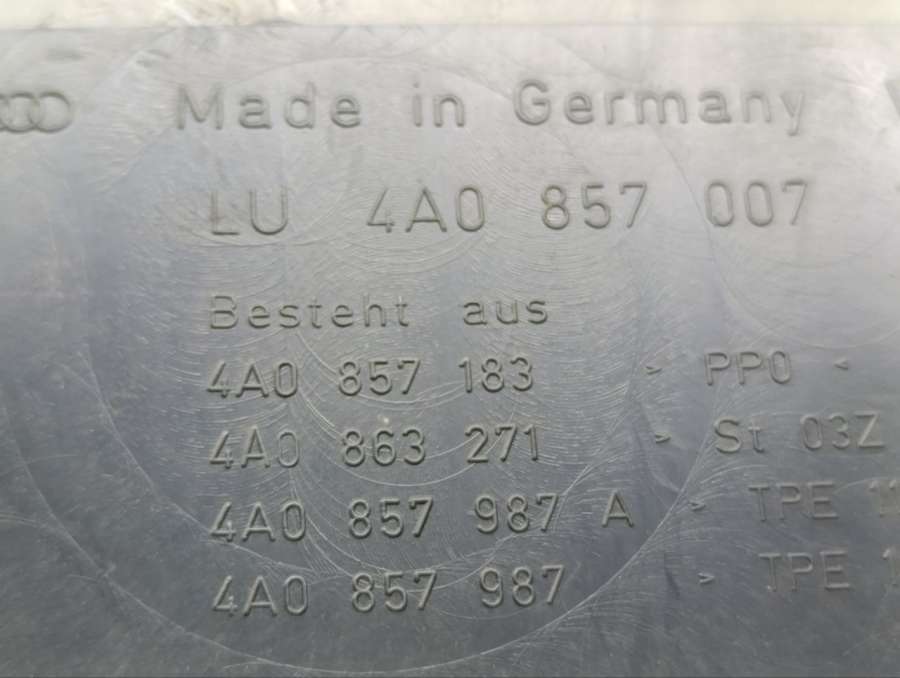 Made in Germany
LU 4A0 857 007
Besteht aus
4A0 857 183 > PP0 <
4A0 863 271 > St 03Z
4A0 857 987 A > TPE
4A0 857 987 > TPE